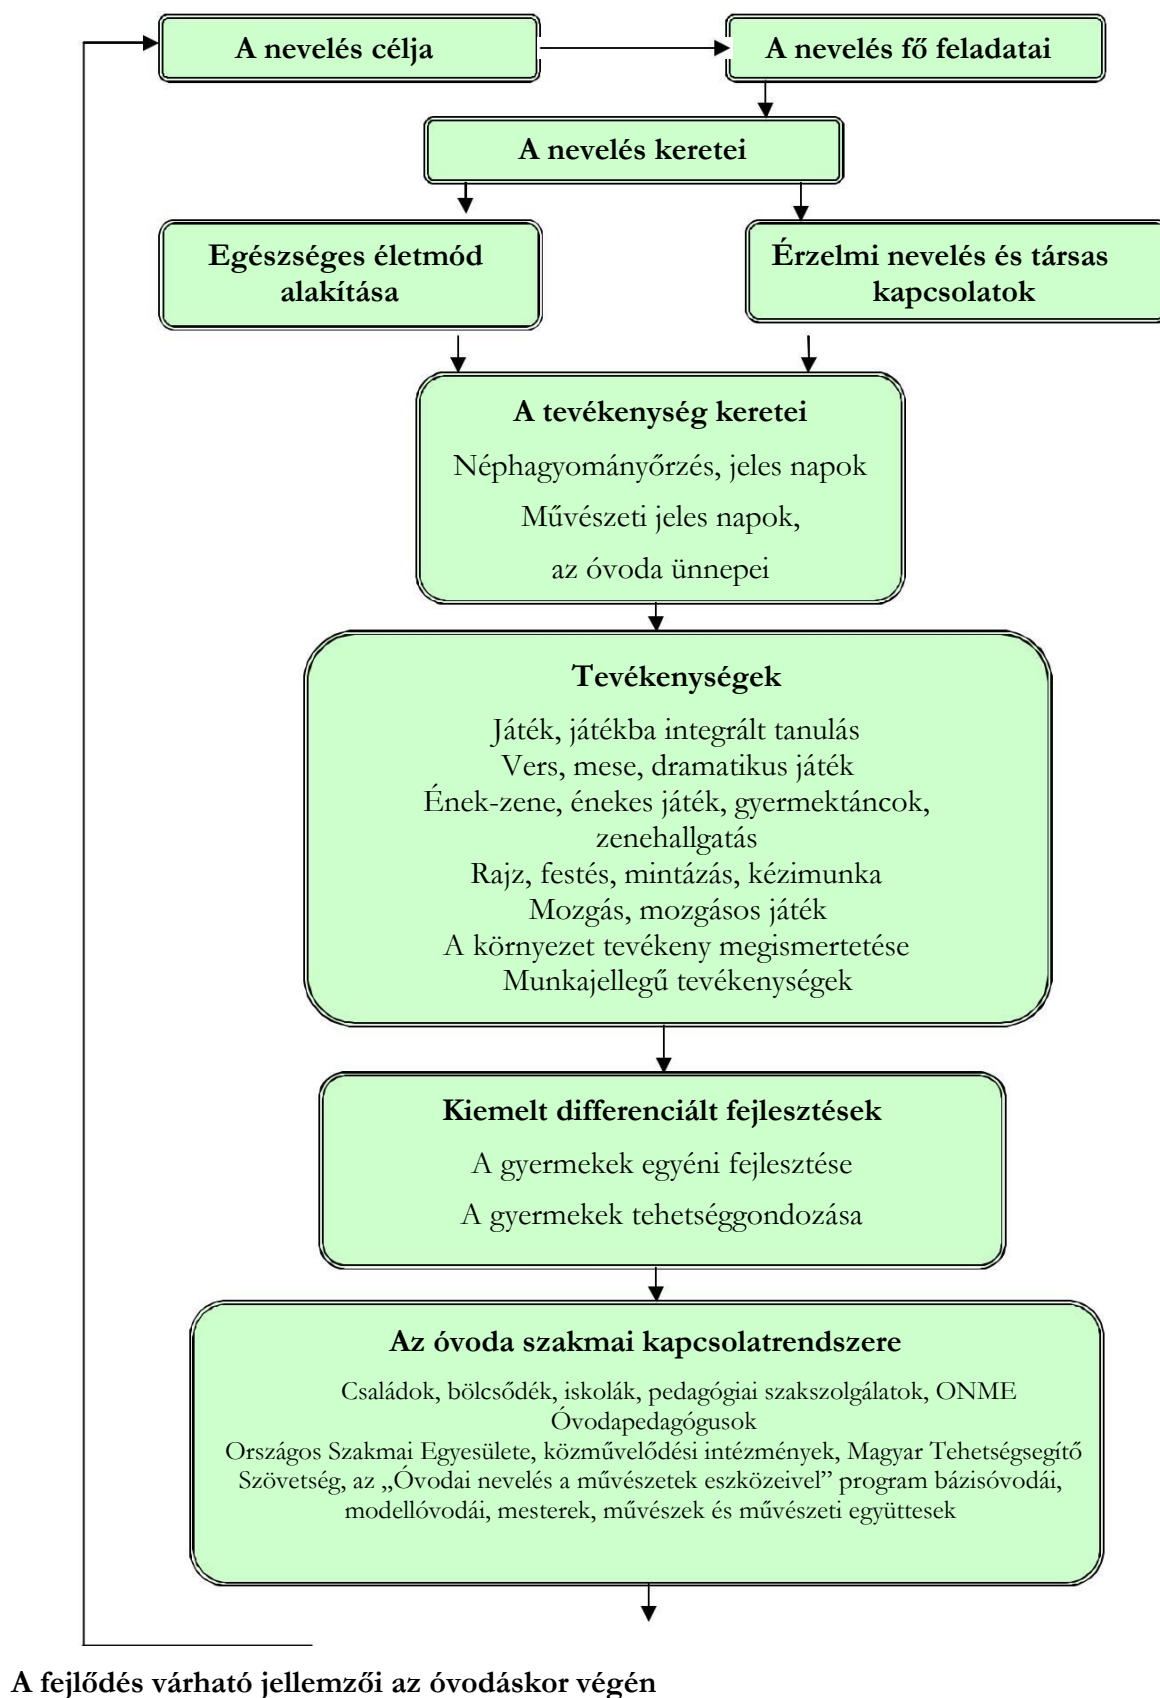 A nevelés célja
A nevelés fő feladatai
A nevelés keretei
Egészséges életmód
alakítása
Érzelmi nevelés és társas
kapcsolatok
A tevékenység keretei
Néphagyományőrzés, jeles napok
Művészeti jeles napok,
az óvoda ünnepei
Tevékenységek
Játék, játékba integrált tanulás
Vers, mese, dramatikus játék
Ének-zene, énekes játék, gyermektáncok,
zenehallgatás
Rajz, festés, mintázás, kézimunka
Mozgás, mozgásos játék
A környezet tevékeny megismertetése
Munkajellegű tevékenységek
Kiemelt differenciált fejlesztések
A gyermekek egyéni fejlesztése
A gyermekek tehetséggondozása
Az óvoda szakmai kapcsolatrendszere
Családok, bölcsődék, iskolák, pedagógiai szakszolgálatok, ONME
Óvodapedagógusok
Országos Szakmai Egyesülete, közművelődési intézmények, Magyar Tehetségsegítő
Szövetség, az „Óvodai nevelés a művészetek eszközeivel” program bázisóvodái,
modellóvodái, mesterek, művészek és művészeti együttesek
A fejlődés várható jellemzői az óvodáskor végén